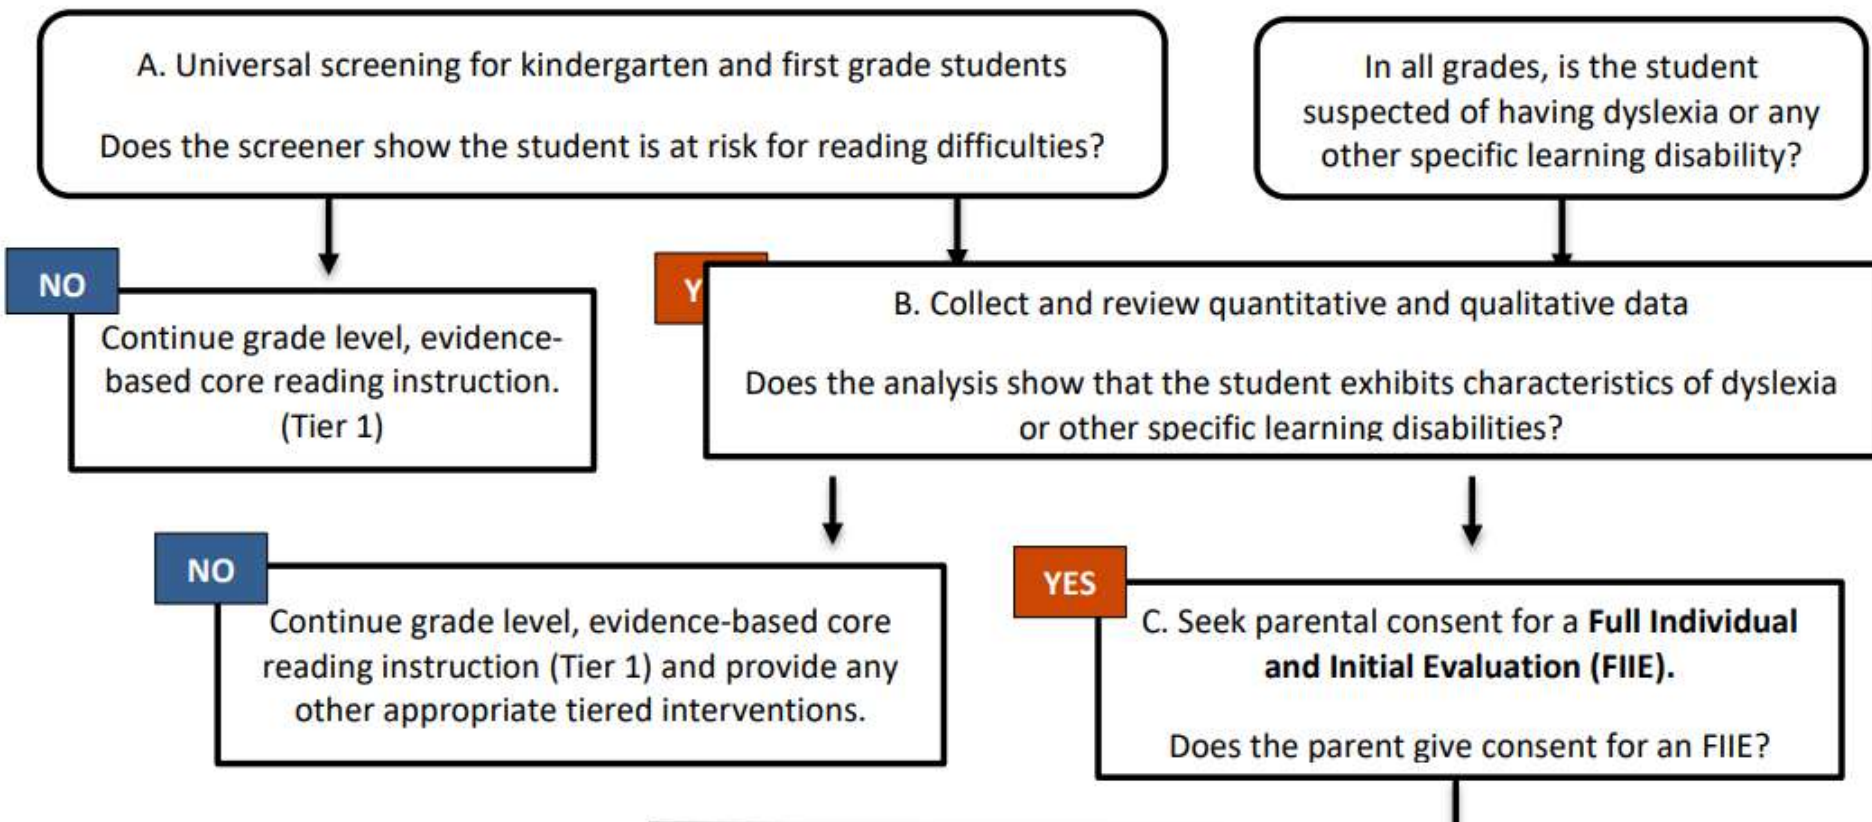 A. Universal screening for kindergarten and first grade students
Does the screener show the student is at risk for reading difficulties?
In all grades, is the student
suspected of having dyslexia or any
other specific learning disability?
NO
Continue grade level, evidence-
based core reading instruction.
(Tier 1)
Y
B. Collect and review quantitative and qualitative data
Does the analysis show that the student exhibits characteristics of dyslexia
or other specific learning disabilities?
NO
Continue grade level, evidence-based core
reading instruction (Tier 1) and provide any
other appropriate tiered interventions.
YES
C. Seek parental consent for a Full Individual
and Initial Evaluation (FIIE).
Does the parent give consent for an FIIE?